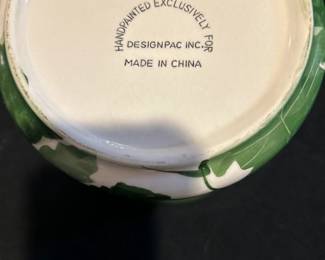 HANDPAINTED EXCLUSIVELY FOR
DESIGNPAC INC.
MADE IN CHINA